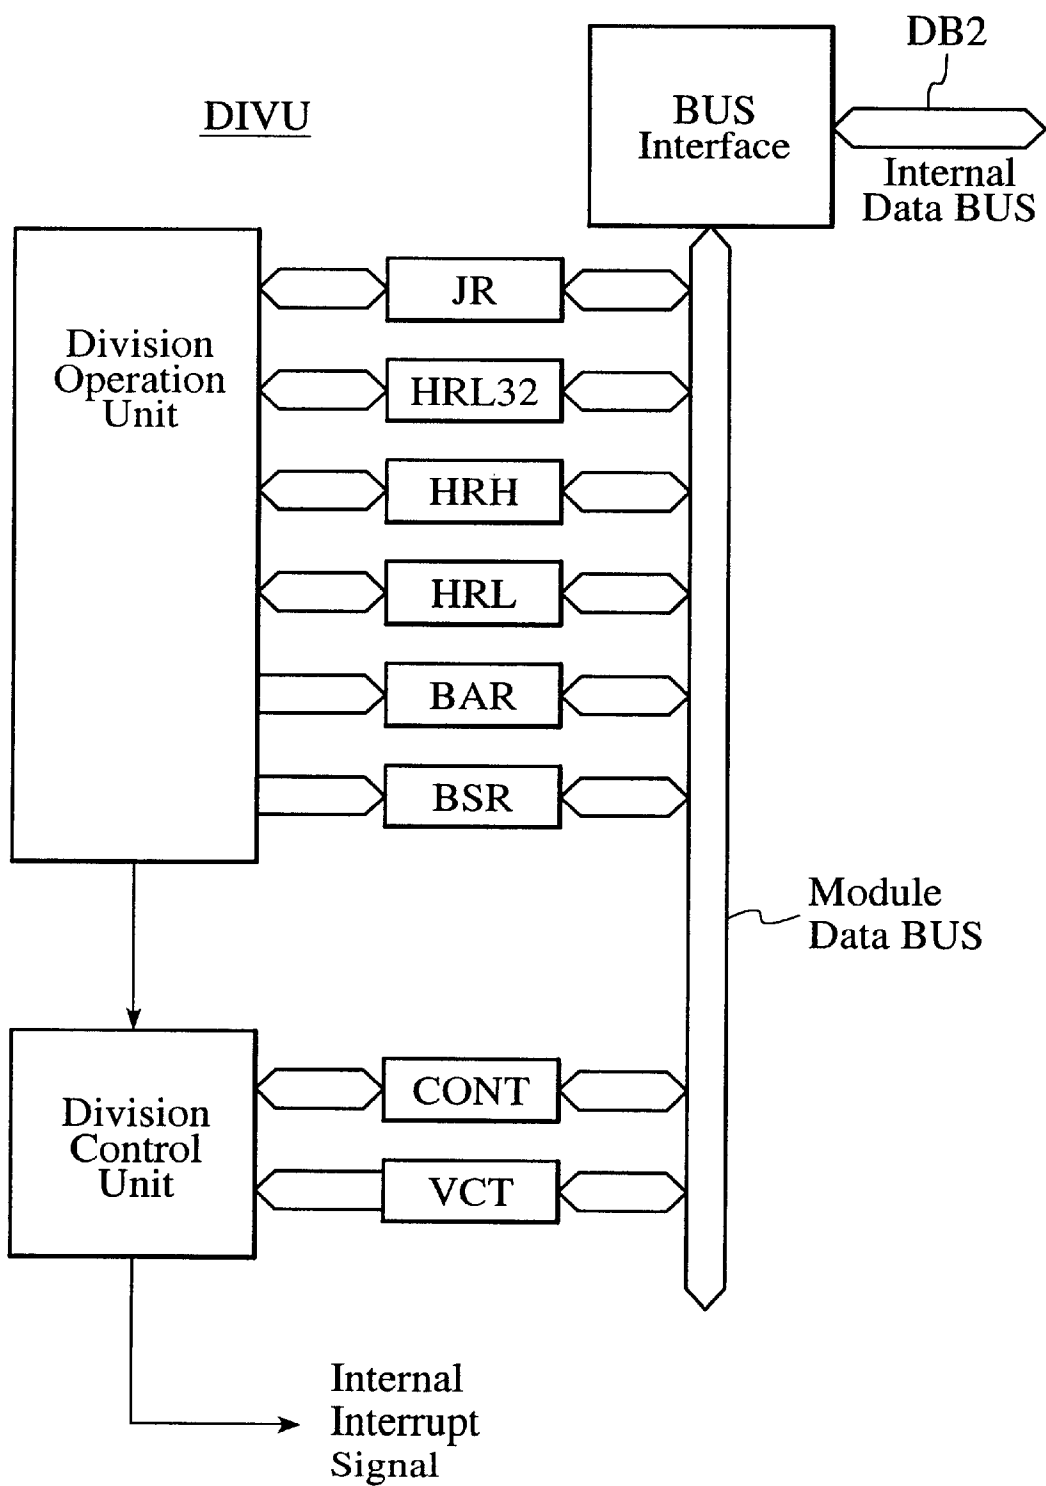 DB2
DIVU
BUS
Interface
Internal
Data BUS
JR
Division
Operation
Unit
HRL32
HRH
HRL
BAR
BSR
Module
Data BUS
CONT
Division
Control
Unit
VCT
Internal
Interrupt
Signal